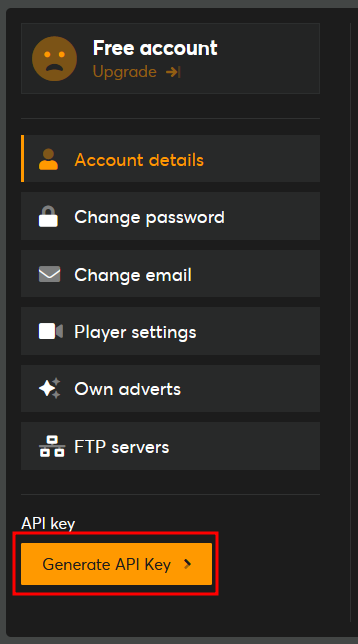 Free account
Upgrade
Account details
Change password
Change email
Player settings
Own adverts
FTP servers
API key
Generate API Key